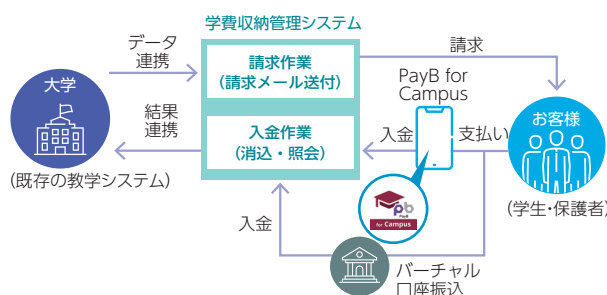 学費収納管理システム
データ
連携
請求作業
(請求メール送付)
請求
大学
PayB for
Campus
お客様
結果
連携
入金作業
(消込・照会)
入金
支払い
(既存の教学システム)
pb
PayB
for Campus
(学生・保護者)
入金
バーチャル
口座振込